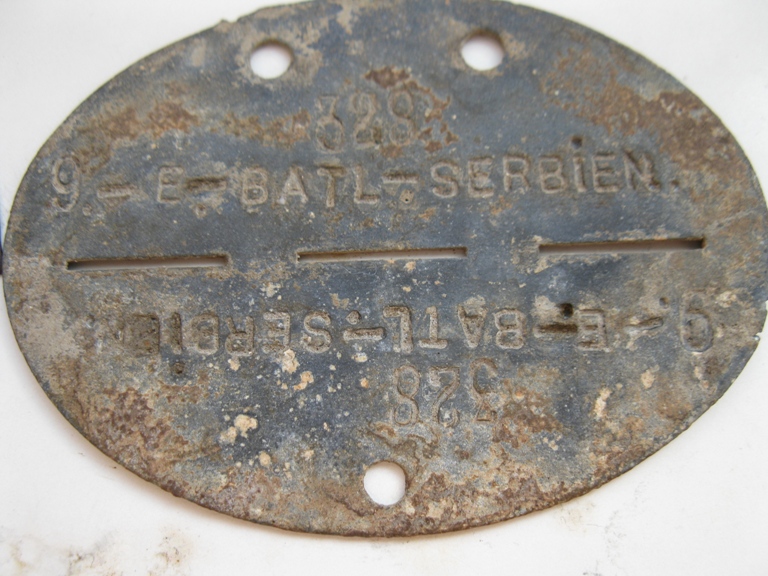 328
9-E-BATL-SERBIEN.
9-E-BATL-SERBIEN
328